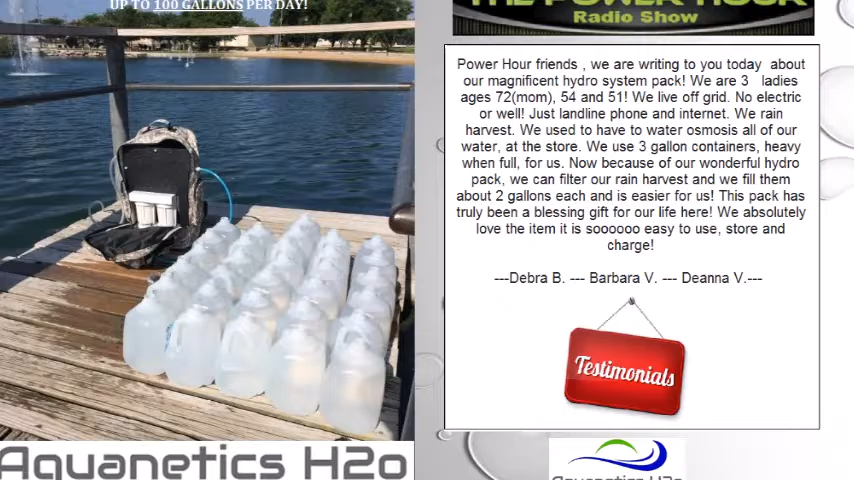 UP TO 100 GALLONS PER DAY!
Aquanetics H2o
THE POWER HOUR
Radio Show
Power Hour friends , we are writing to you today about
our magnificent hydro system pack! We are 3 ladies
ages 72(mom), 54 and 51! We live off grid. No electric
or well! Just landline phone and internet. We rain
harvest. We used to have to water osmosis all of our
water, at the store. We use 3 gallon containers, heavy
when full, for us. Now because of our wonderful hydro
pack, we can filter our rain harvest and we fill them
about 2 gallons each and is easier for us! This pack has
truly been a blessing gift for our life here! We absolutely
love the item it is soooooo easy to use, store and
charge!
---Debra B. --- Barbara V. --- Deanna V.---
Testimonials
Aquanetics H2o